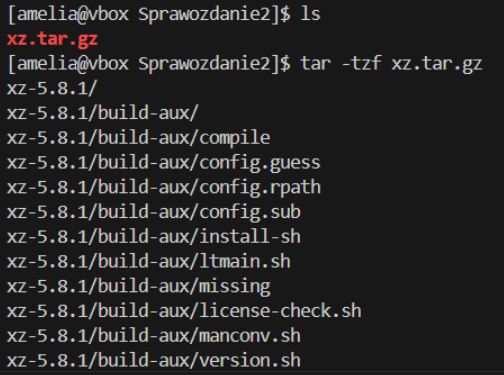 [amelia@vbox Sprawozdanie2]$ ls
xz.tar.gz
[amelia@vbox Sprawozdanie2]$ tar -tzf xz.tar.gz
xz-5.8.1/
xz-5.8.1/build-aux/
xz-5.8.1/build-aux/compile
xz-5.8.1/build-aux/config.guess
xz-5.8.1/build-aux/config.rpath
xz-5.8.1/build-aux/config.sub
xz-5.8.1/build-aux/install-sh
xz-5.8.1/build-aux/ltmain.sh
xz-5.8.1/build-aux/missing
xz-5.8.1/build-aux/license-check.sh
xz-5.8.1/build-aux/manconv.sh
xz-5.8.1/build-aux/version.sh